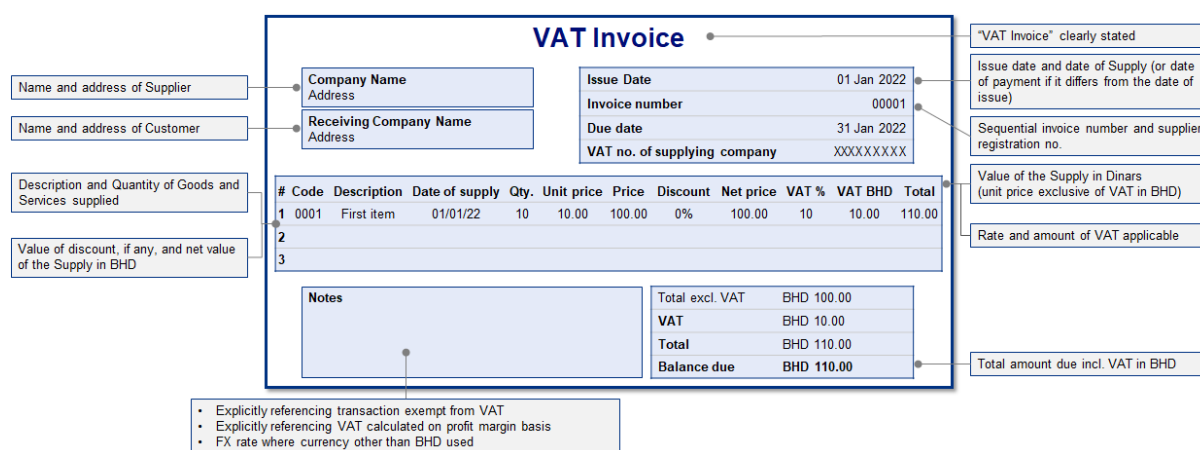 VAT Invoice
"VAT Invoice" clearly stated
Name and address of Supplier
Company Name
Address
Name and address of Customer
Receiving Company Name
Address
Issue Date 01 Jan 2022
Invoice number 00001
Due date 31 Jan 2022
VAT no. of supplying company XXXXXXXXX
Issue date and date of Supply (or date
of payment if it differs from the date of
issue)
Sequential invoice number and supplier
registration no.
Description and Quantity of Goods and
Services supplied
Value of discount, if any, and net value
of the Supply in BHD
# Code Description Date of supply Qty. Unit price Price Discount Net price VAT % VAT BHD Total
1 0001 First item 01/01/22 10 10.00 100.00 0% 100.00 10 10.00 110.00
2
3
Value of the Supply in Dinars
(unit price exclusive of VAT in BHD)
Rate and amount of VAT applicable
Notes
Total excl. VAT BHD 100.00
VAT BHD 10.00
Total BHD 110.00
Balance due BHD 110.00
Total amount due incl. VAT in BHD
• Explicitly referencing transaction exempt from VAT
• Explicitly referencing VAT calculated on profit margin basis
• FX rate where currency other than BHD used